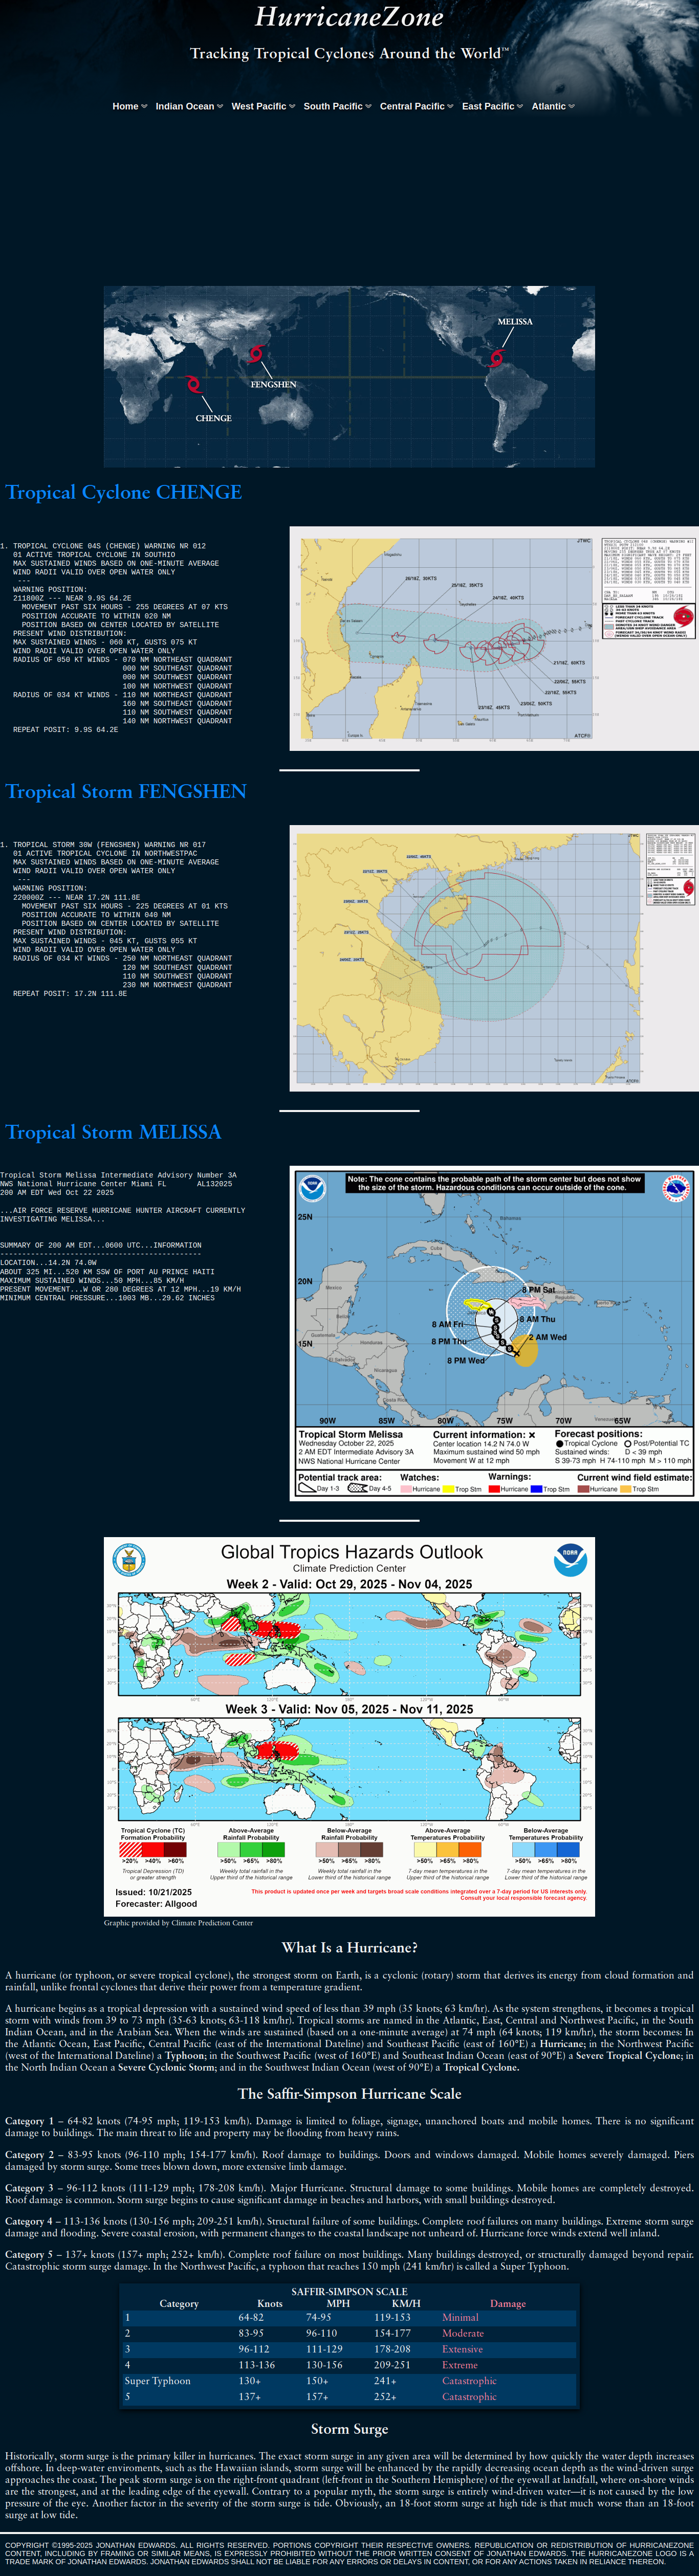 HurricaneZone
Tracking Tropical Cyclones Around the World™
Home Indian Ocean West Pacific South Pacific Central Pacific East Pacific Atlantic
MELISSA
FENGSHEN
CHENGE
Tropical Cyclone CHENGE
1. TROPICAL CYCLONE 04S (CHENGE) WARNING NR 012
01 ACTIVE TROPICAL CYCLONE IN SOUTHIO
MAX SUSTAINED WINDS BASED ON ONE-MINUTE AVERAGE
WIND RADII VALID OVER OPEN WATER ONLY
---
WARNING POSITION:
211800Z --- NEAR 9.9S 64.2E
MOVEMENT PAST SIX HOURS - 255 DEGREES AT 07 KTS
POSITION ACCURATE TO WITHIN 020 NM
POSITION BASED ON CENTER LOCATED BY SATELLITE
PRESENT WIND DISTRIBUTION:
MAX SUSTAINED WINDS - 060 KT, GUSTS 075 KT
WIND RADII VALID OVER OPEN WATER ONLY
RADIUS OF 050 KT WINDS - 070 NM NORTHEAST QUADRANT
000 NM SOUTHEAST QUADRANT
000 NM SOUTHWEST QUADRANT
100 NM NORTHWEST QUADRANT
RADIUS OF 034 KT WINDS - 110 NM NORTHEAST QUADRANT
160 NM SOUTHEAST QUADRANT
110 NM SOUTHWEST QUADRANT
140 NM NORTHWEST QUADRANT
REPEAT POSIT: 9.9S 64.2E
JTWC
ATCF®
Tropical Storm FENGSHEN
1. TROPICAL STORM 30W (FENGSHEN) WARNING NR 017
01 ACTIVE TROPICAL CYCLONE IN NORTHWESTPAC
MAX SUSTAINED WINDS BASED ON ONE-MINUTE AVERAGE
WIND RADII VALID OVER OPEN WATER ONLY
---
WARNING POSITION:
220000Z --- NEAR 17.2N 111.8E
MOVEMENT PAST SIX HOURS - 225 DEGREES AT 01 KTS
POSITION ACCURATE TO WITHIN 040 NM
POSITION BASED ON CENTER LOCATED BY SATELLITE
PRESENT WIND DISTRIBUTION:
MAX SUSTAINED WINDS - 045 KT, GUSTS 055 KT
WIND RADII VALID OVER OPEN WATER ONLY
RADIUS OF 034 KT WINDS - 250 NM NORTHEAST QUADRANT
120 NM SOUTHEAST QUADRANT
110 NM SOUTHWEST QUADRANT
230 NM NORTHWEST QUADRANT
REPEAT POSIT: 17.2N 111.8E
JTWC
ATCF®
Tropical Storm MELISSA
Tropical Storm Melissa Intermediate Advisory Number 3A
NWS National Hurricane Center Miami FL AL132025
200 AM EDT Wed Oct 22 2025
...AIR FORCE RESERVE HURRICANE HUNTER AIRCRAFT CURRENTLY
INVESTIGATING MELISSA...
SUMMARY OF 200 AM EDT...0600 UTC...INFORMATION
----------------------------------------------
LOCATION...14.2N 74.0W
ABOUT 325 MI...520 KM SSW OF PORT AU PRINCE HAITI
MAXIMUM SUSTAINED WINDS...50 MPH...85 KM/H
PRESENT MOVEMENT...W OR 280 DEGREES AT 12 MPH...19 KM/H
MINIMUM CENTRAL PRESSURE...1003 MB...29.62 INCHES
Note: The cone contains the probable path of the storm center but does not show
the size of the storm. Hazardous conditions can occur outside of the cone.
25N
20N
15N
Bahamas
Cuba
Mexico
Belize
Guatemala
Honduras
El Salvador
Nicaragua
Costa Rica
Venezuela
Puerto Rico
8 PM Sat
8 AM Fri
8 AM Thu
8 PM Thu
2 AM Wed
8 PM Wed
90W 85W 80W 75W 70W 65W 60W
Tropical Storm Melissa
Wednesday October 22, 2025
2 AM EDT Intermediate Advisory 3A
NWS National Hurricane Center
Current information: x
Center location 14.2 N 74.0 W
Maximum sustained wind 50 mph
Movement W at 12 mph
Forecast positions:
Tropical Cyclone Post/Potential TC
Sustained winds: D < 39 mph
S 39-73 mph H 74-110 mph M > 110 mph
Potential track area:
Day 1-3 Day 4-5
Watches:
Hurricane Trop Stm
Warnings:
Hurricane Trop Stm
Current wind field estimate:
Hurricane Trop Stm
Global Tropics Hazards Outlook
Climate Prediction Center
NOAA
Week 2 - Valid: Oct 29, 2025 - Nov 04, 2025
Week 3 - Valid: Nov 05, 2025 - Nov 11, 2025
Tropical Cyclone (TC)
Formation Probability
>20% >40% >60%
Tropical Depression (TD)
or greater strength
Above-Average
Rainfall Probability
>50% >65% >80%
Weekly total rainfall in the
Upper third of the historical range
Below-Average
Rainfall Probability
>50% >65% >80%
Weekly total rainfall in the
Lower third of the historical range
Above-Average
Temperatures Probability
>50% >65% >80%
7-day mean temperatures in the
Upper third of the historical range
Below-Average
Temperatures Probability
>50% >65% >80%
7-day mean temperatures in the
Lower third of the historical range
Issued: 10/21/2025
Forecaster: Allgood
This product is updated once per week and targets broad scale conditions integrated over a 7-day period for US interests only.
Consult your local responsible forecast agency.
Graphic provided by Climate Prediction Center
What Is a Hurricane?
A hurricane (or typhoon, or severe tropical cyclone), the strongest storm on Earth, is a cyclonic (rotary) storm that derives its energy from cloud formation and
rainfall, unlike frontal cyclones that derive their power from a temperature gradient.
A hurricane begins as a tropical depression with a sustained wind speed of less than 39 mph (35 knots; 63 km/hr). As the system strengthens, it becomes a tropical
storm with winds from 39 to 73 mph (35-63 knots; 63-118 km/hr). Tropical storms are named in the Atlantic, East, Central and Northwest Pacific, in the South
Indian Ocean, and in the Arabian Sea. When the winds are sustained (based on a one-minute average) at 74 mph (64 knots; 119 km/hr), the storm becomes: In
the Atlantic Ocean, East Pacific, Central Pacific (east of the International Dateline) and Southeast Pacific (east of 160°E) a Hurricane; in the Northwest Pacific
(west of the International Dateline) a Typhoon; in the Southwest Pacific (west of 160°E) and Southeast Indian Ocean (east of 90°E) a Severe Tropical Cyclone; in
the North Indian Ocean a Severe Cyclonic Storm; and in the Southwest Indian Ocean (west of 90°E) a Tropical Cyclone.
The Saffir-Simpson Hurricane Scale
Category 1 – 64-82 knots (74-95 mph; 119-153 km/h). Damage is limited to foliage, signage, unanchored boats and mobile homes. There is no significant
damage to buildings. The main threat to life and property may be flooding from heavy rains.
Category 2 – 83-95 knots (96-110 mph; 154-177 km/h). Roof damage to buildings. Doors and windows damaged. Mobile homes severely damaged. Piers
damaged by storm surge. Some trees blown down, more extensive limb damage.
Category 3 – 96-112 knots (111-129 mph; 178-208 km/h). Major Hurricane. Structural damage to some buildings. Mobile homes are completely destroyed.
Roof damage is common. Storm surge begins to cause significant damage in beaches and harbors, with small buildings destroyed.
Category 4 – 113-136 knots (130-156 mph; 209-251 km/h). Structural failure of some buildings. Complete roof failures on many buildings. Extreme storm surge
damage and flooding. Severe coastal erosion, with permanent changes to the coastal landscape not unheard of. Hurricane force winds extend well inland.
Category 5 – 137+ knots (157+ mph; 252+ km/h). Complete roof failure on most buildings. Many buildings destroyed, or structurally damaged beyond repair.
Catastrophic storm surge damage. In the Northwest Pacific, a typhoon that reaches 150 mph (241 km/hr) is called a Super Typhoon.
SAFFIR-SIMPSON SCALE
Category Knots MPH KM/H Damage
1 64-82 74-95 119-153 Minimal
2 83-95 96-110 154-177 Moderate
3 96-112 111-129 178-208 Extensive
4 113-136 130-156 209-251 Extreme
Super Typhoon 130+ 150+ 241+ Catastrophic
5 137+ 157+ 252+ Catastrophic
Storm Surge
Historically, storm surge is the primary killer in hurricanes. The exact storm surge in any given area will be determined by how quickly the water depth increases
offshore. In deep-water enviroments, such as the Hawaiian islands, storm surge will be enhanced by the rapidly decreasing ocean depth as the wind-driven surge
approaches the coast. The peak storm surge is on the right-front quadrant (left-front in the Southern Hemisphere) of the eyewall at landfall, where on-shore winds
are the strongest, and at the leading edge of the eyewall. Contrary to a popular myth, the storm surge is entirely wind-driven water—it is not caused by the low
pressure of the eye. Another factor in the severity of the storm surge is tide. Obviously, an 18-foot storm surge at high tide is that much worse than an 18-foot
surge at low tide.
COPYRIGHT ©1995-2025 JONATHAN EDWARDS. ALL RIGHTS RESERVED. PORTIONS COPYRIGHT THEIR RESPECTIVE OWNERS. REPUBLICATION OR REDISTRIBUTION OF HURRICANEZONE
CONTENT, INCLUDING BY FRAMING OR SIMILAR MEANS, IS EXPRESSLY PROHIBITED WITHOUT THE PRIOR WRITTEN CONSENT OF JONATHAN EDWARDS. THE HURRICANEZONE LOGO IS A
TRADE MARK OF JONATHAN EDWARDS. JONATHAN EDWARDS SHALL NOT BE LIABLE FOR ANY ERRORS OR DELAYS IN CONTENT, OR FOR ANY ACTIONS TAKEN IN RELIANCE THEREON.